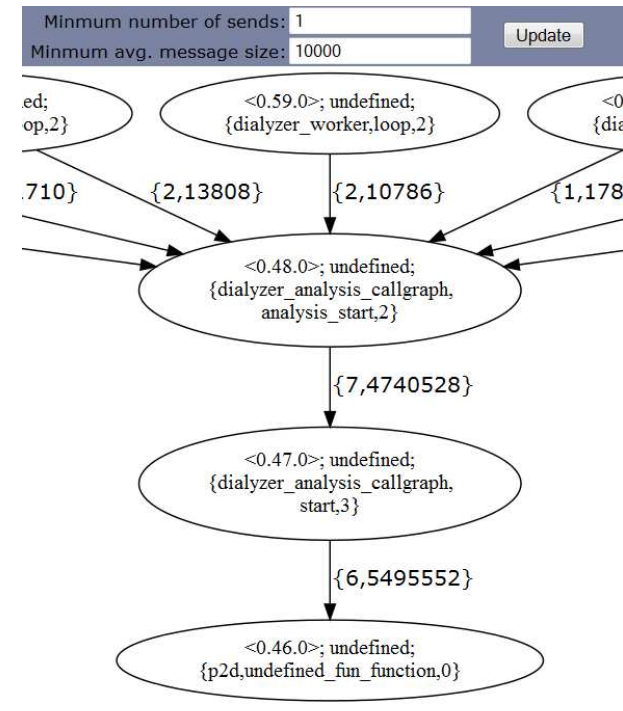 Minmum number of sends: 1
Minmum avg. message size: 10000
Update
<0.59.0>; undefined;
{dialyzer_worker,loop,2}
{2,13808}
{2,10786}
<0.48.0>; undefined;
{dialyzer_analysis_callgraph,
analysis_start,2}
{7,4740528}
<0.47.0>; undefined;
{dialyzer_analysis_callgraph,
start,3}
{6,5495552}
<0.46.0>; undefined;
{p2d,undefined_fun_function,0}